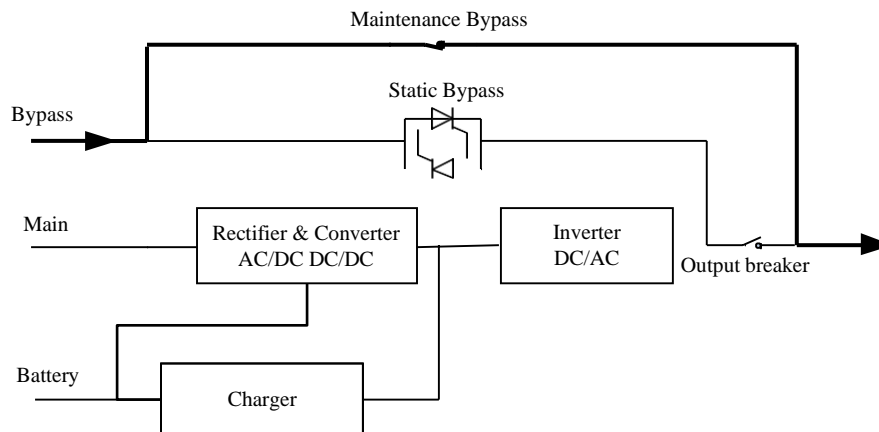 Maintenance Bypass
Static Bypass
Bypass
Main
Rectifier & Converter
AC/DC DC/DC
Inverter
DC/AC
Output breaker
Battery
Charger